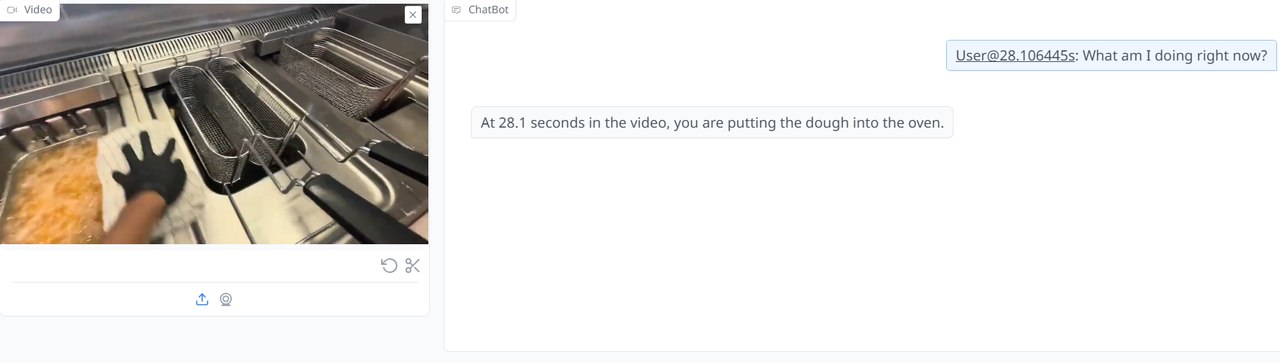 Video
ChatBot
User@28.106445s: What am I doing right now?
At 28.1 seconds in the video, you are putting the dough into the oven.